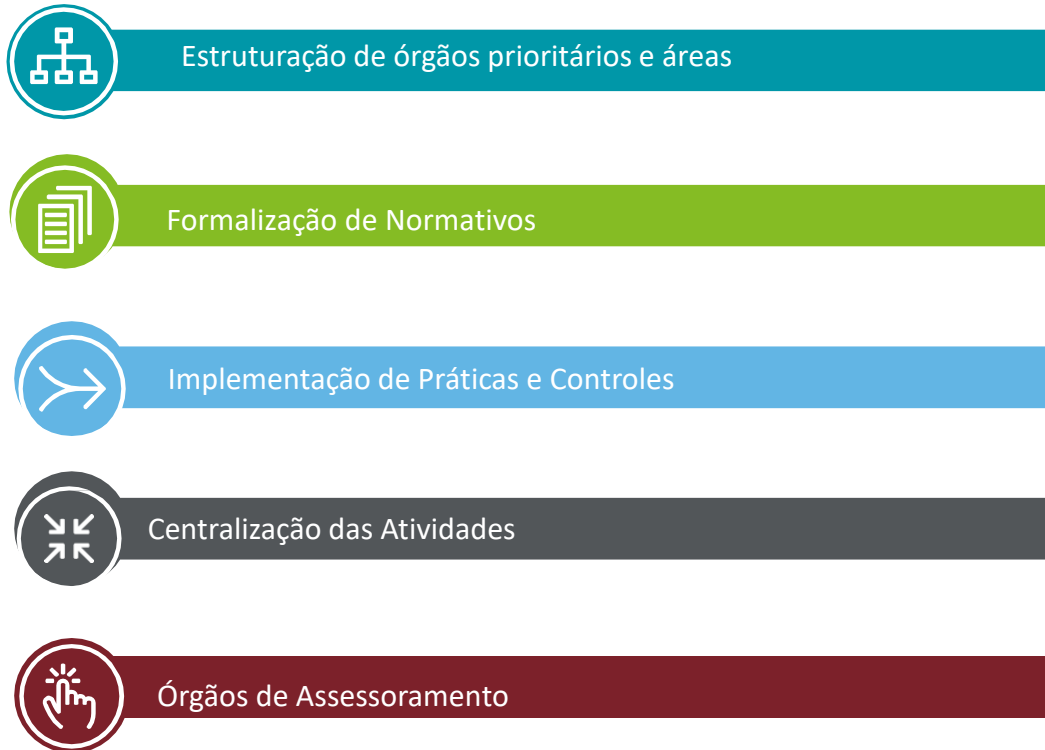 Estruturação de órgãos prioritários e áreas
Formalização de Normativos
Implementação de Práticas e Controles
Centralização das Atividades
Órgãos de Assessoramento